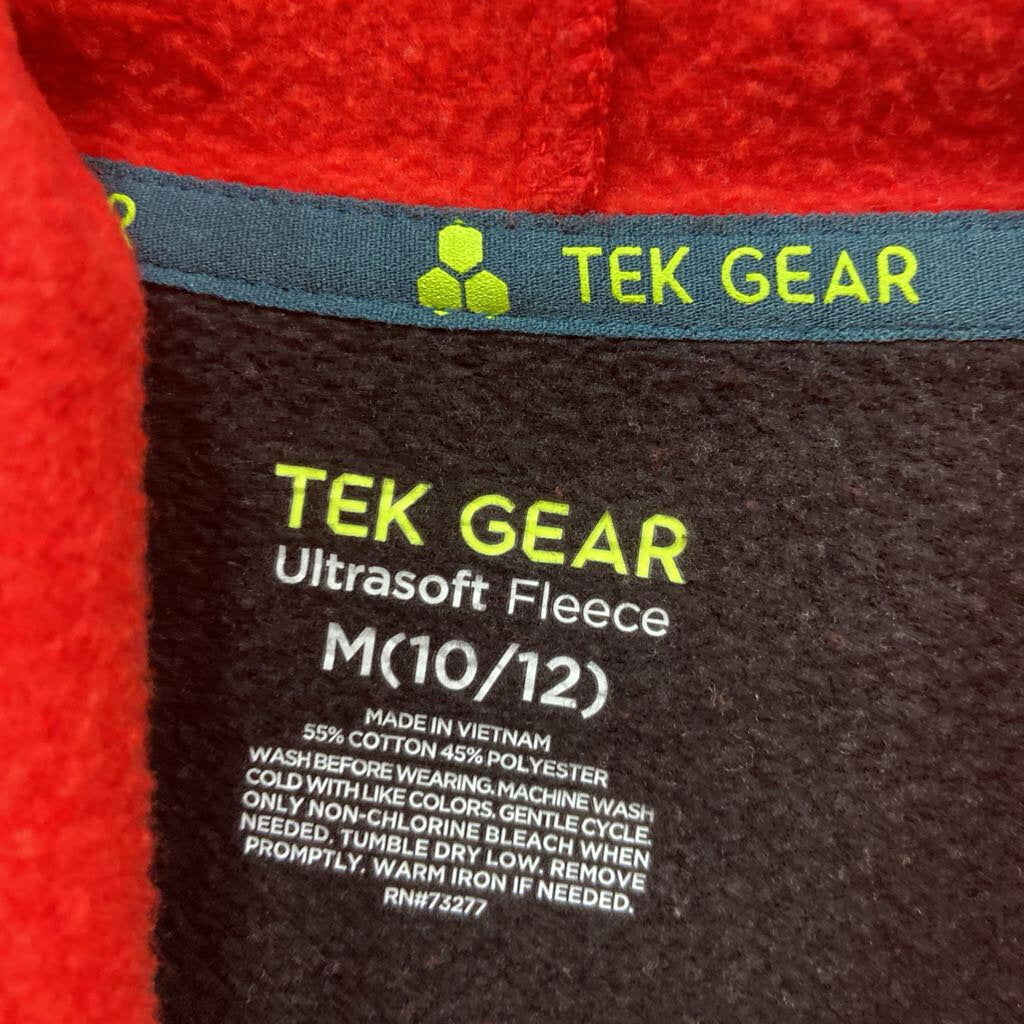 TEK GEAR
TEK GEAR
Ultrasoft Fleece
M(10/12)
MADE IN VIETNAM
55% COTTON 45% POLYESTER
WASH BEFORE WEARING. MACHINE WASH
COLD WITH LIKE COLORS. GENTLE CYCLE.
ONLY NON-CHLORINE BLEACH WHEN
NEEDED. TUMBLE DRY LOW. REMOVE
PROMPTLY. WARM IRON IF NEEDED.
RN#73277